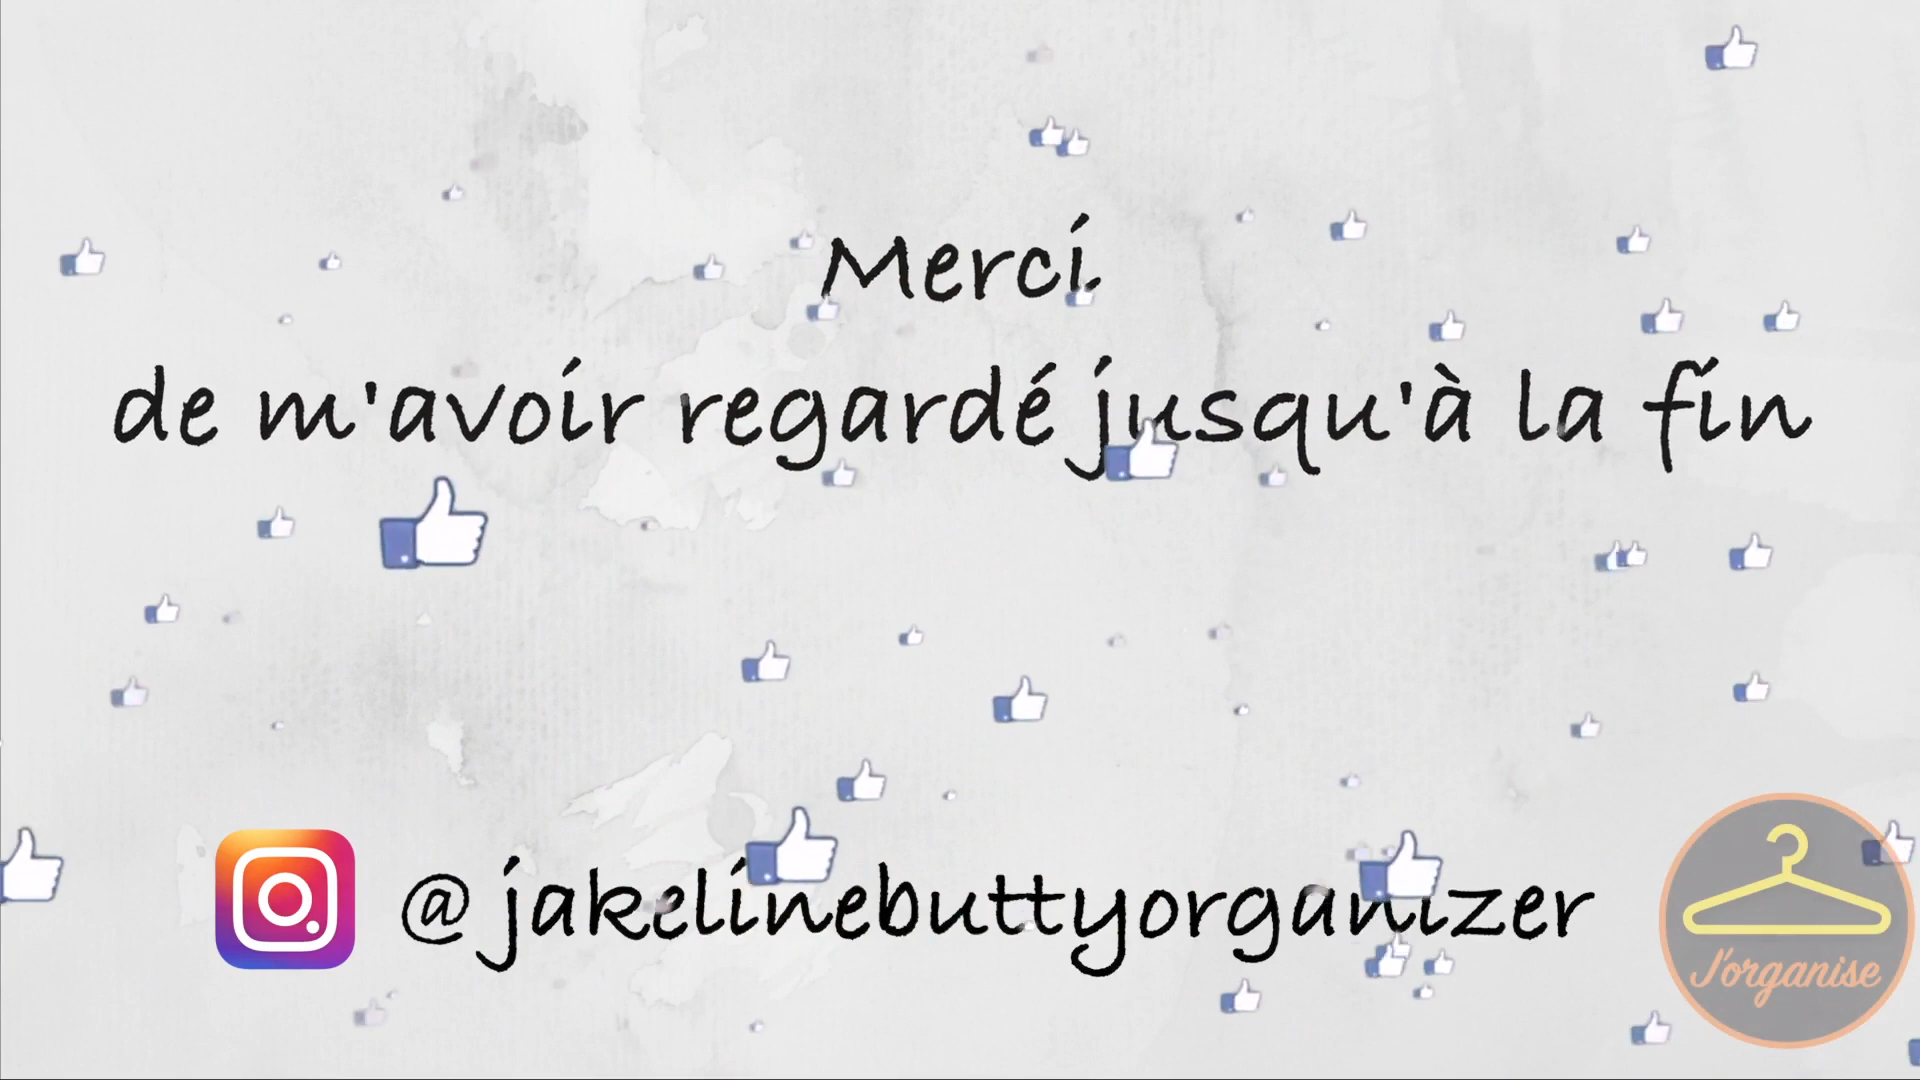 Merci
de m'avoir regardé jusqu'à la fin
@jakelinebuttyorganizer
J'organise